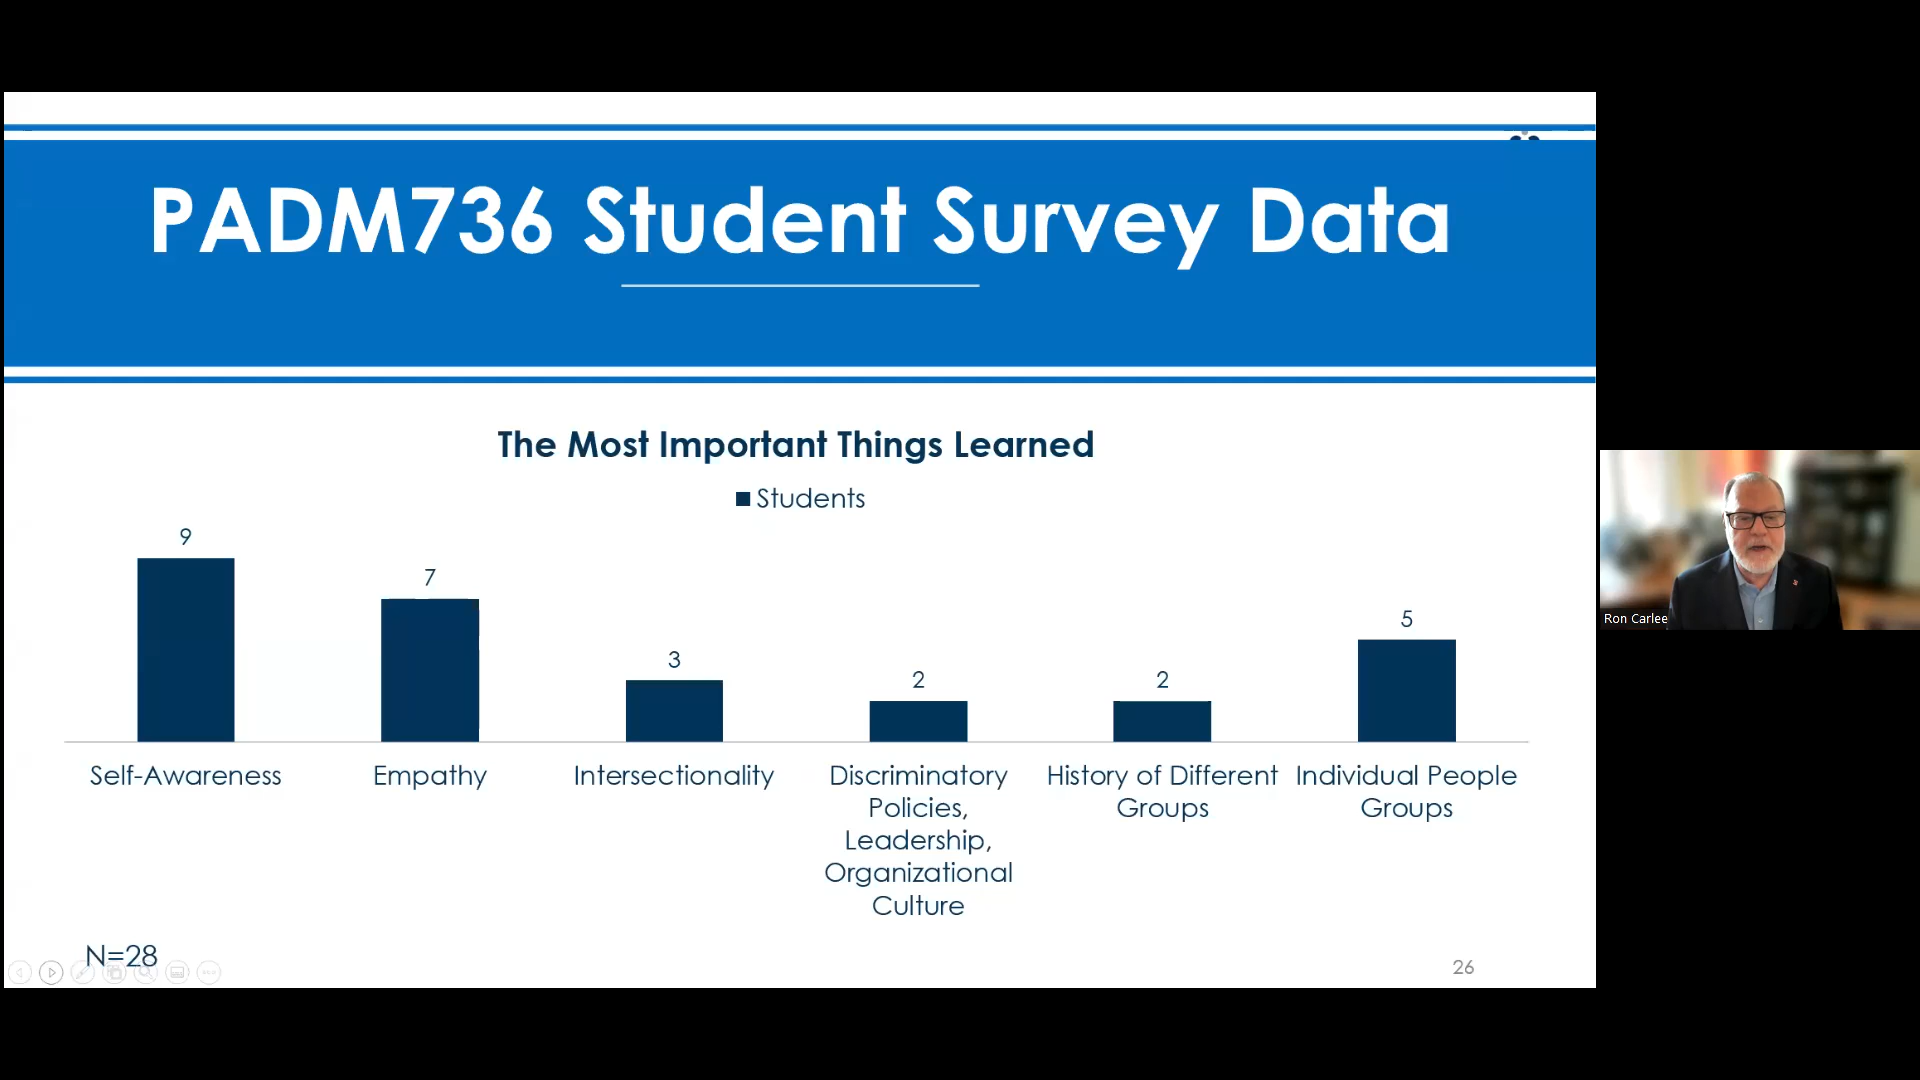 PADM736 Student Survey Data
The Most Important Things Learned
Students
9
7
3
2
2
5
Self-Awareness
Empathy
Intersectionality
Discriminatory
Policies,
Leadership,
Organizational
Culture
History of Different
Groups
Individual People
Groups
N=28
26
Ron Carlee